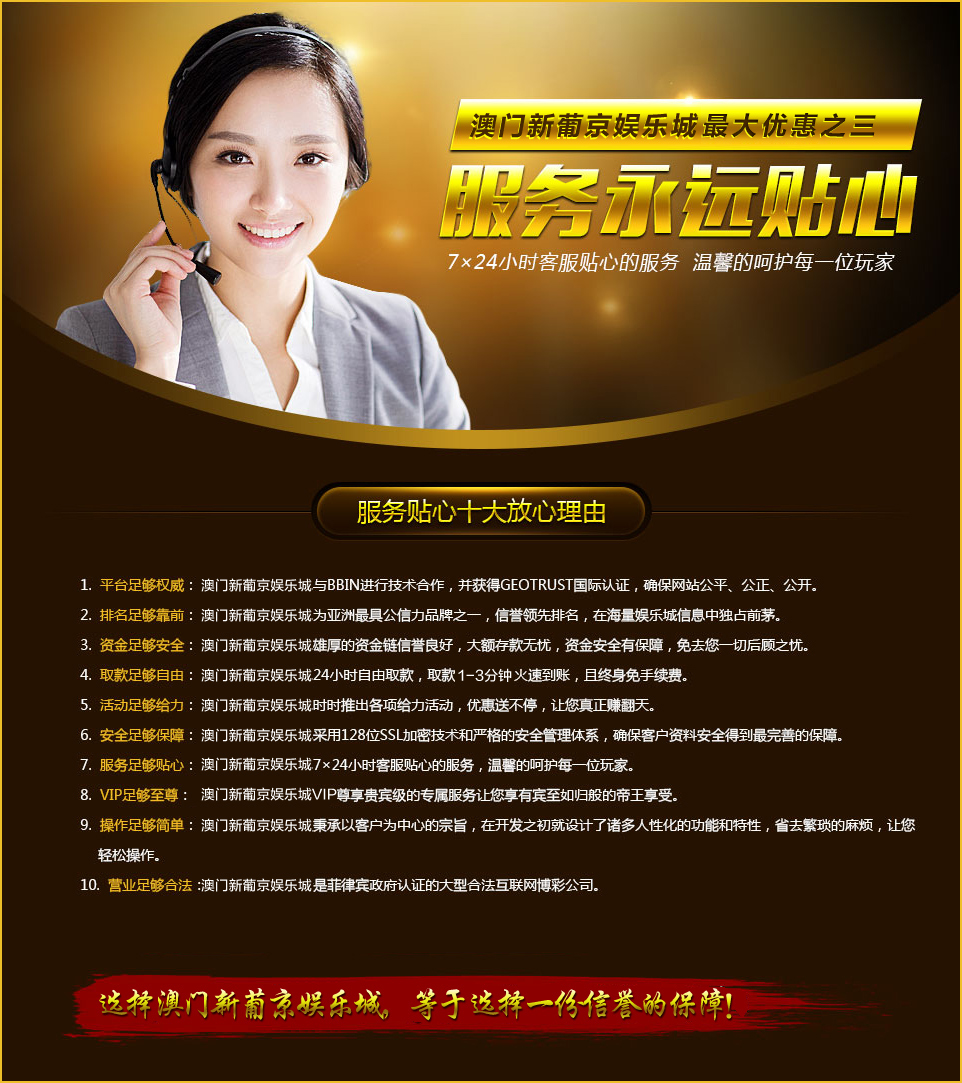 澳门新葡京娱乐城最大优惠之三
服务永远贴心
7×24小时客服贴心的服务 温馨的呵护每一位玩家
服务贴心十大放心理由
1. 平台足够权威：澳门新葡京娱乐城与BBIN进行技术合作，并获得GEOTRUST国际认证，确保网站公平、公正、公开。
2. 排名足够靠前：澳门新葡京娱乐城为亚洲最具公信力品牌之一，信誉领先排名，在海量娱乐城信息中独占前茅。
3. 资金足够安全：澳门新葡京娱乐城雄厚的资金链信誉良好，大额存款无忧，资金安全有保障，免去您一切后顾之忧。
4. 取款足够自由：澳门新葡京娱乐城24小时自由取款，取款1-3分钟火速到账，且终身免手续费。
5. 活动足够给力：澳门新葡京娱乐城时时推出各项给力活动，优惠送不停，让您真正赚翻天。
6. 安全足够保障：澳门新葡京娱乐城采用128位SSL加密技术和严格的安全管理体系，确保客户资料安全得到最完善的保障。
7. 服务足够贴心：澳门新葡京娱乐城7×24小时客服贴心的服务，温馨的呵护每一位玩家。
8. VIP足够至尊：澳门新葡京娱乐城VIP尊享贵宾级的专属服务让您享有宾至如归般的帝王享受。
9. 操作足够简单：澳门新葡京娱乐城秉承以客户为中心的宗旨，在开发之初就设计了诸多人性化的功能和特性，省去繁琐的麻烦，让您
轻松操作。
10. 营业足够合法：澳门新葡京娱乐城是菲律宾政府认证的大型合法互联网博彩公司。
选择澳门新葡京娱乐城，等于选择一份信誉的保障！